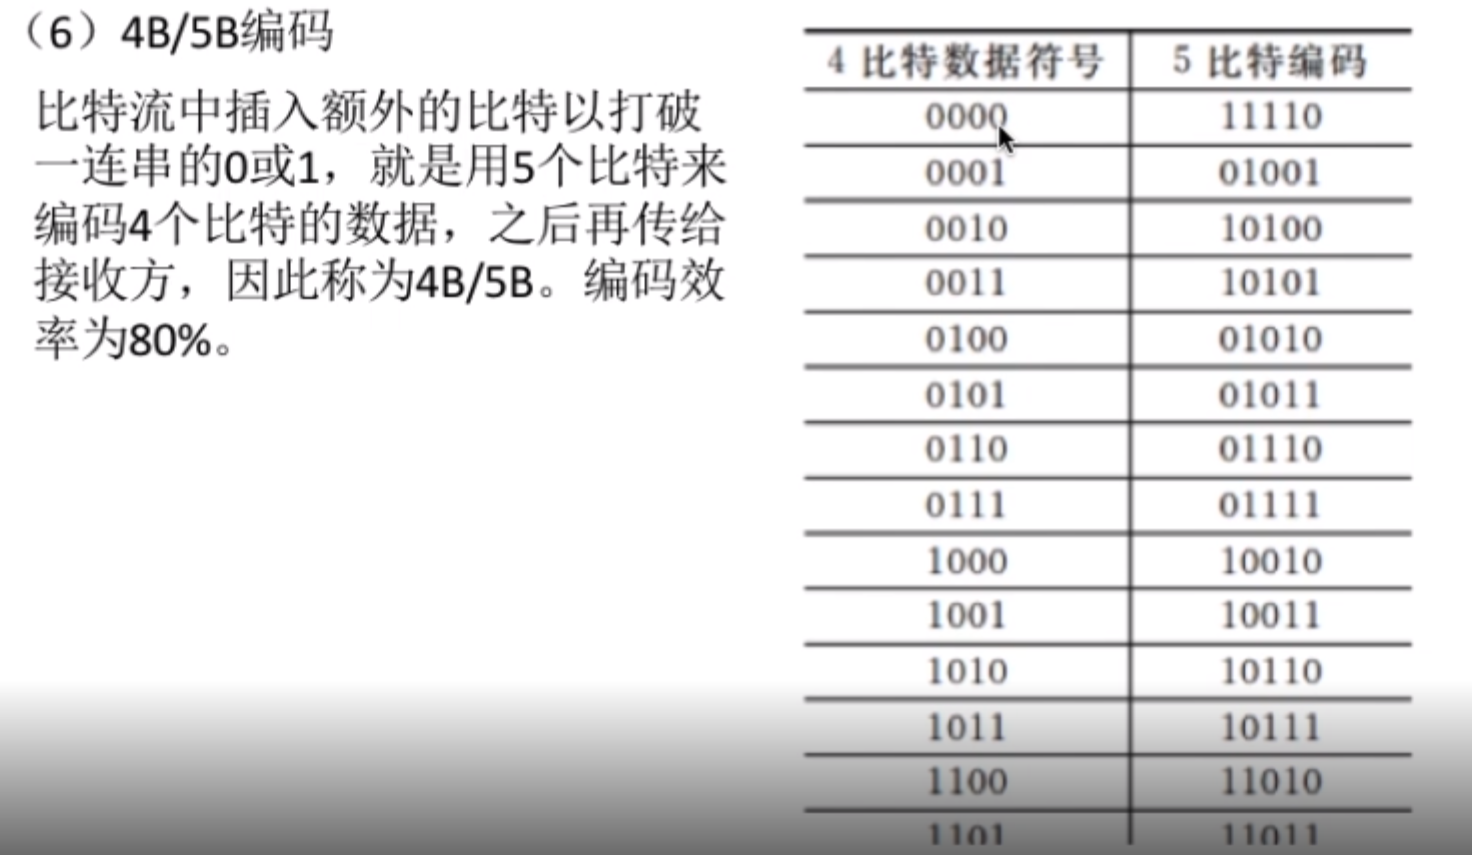 （6）4B/5B编码
比特流中插入额外的比特以打破
一连串的0或1，就是用5个比特来
编码4个比特的数据，之后再传给
接收方，因此称为4B/5B。编码效
率为80%。
4 比特数据符号 5 比特编码
0000 11110
0001 01001
0010 10100
0011 10101
0100 01010
0101 01011
0110 01110
0111 01111
1000 10010
1001 10011
1010 10110
1011 10111
1100 11010
1101 11011